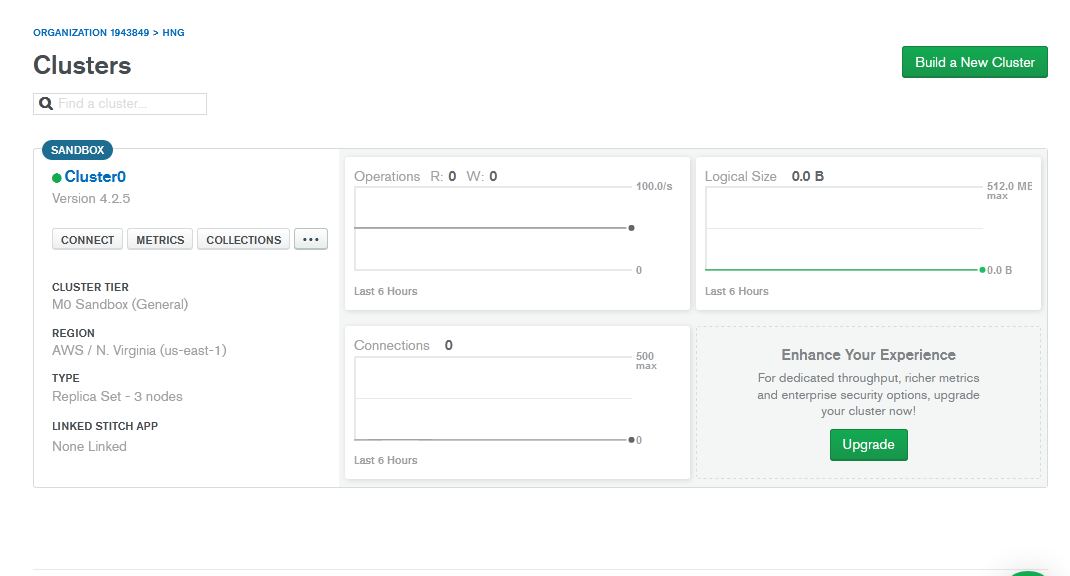 ORGANIZATION 1943849 > HNG
Clusters
Build a New Cluster
Find a cluster...
SANDBOX
Cluster0
Version 4.2.5
CONNECT
METRICS
COLLECTIONS
...
CLUSTER TIER
M0 Sandbox (General)
REGION
AWS / N. Virginia (us-east-1)
TYPE
Replica Set - 3 nodes
LINKED STITCH APP
None Linked
Operations R: 0 W: 0
100.0/s
0
Last 6 Hours
Logical Size 0.0 B
512.0 MB
max
0.0 B
Last 6 Hours
Connections 0
500
max
0
Last 6 Hours
Enhance Your Experience
For dedicated throughput, richer metrics
and enterprise security options, upgrade
your cluster now!
Upgrade